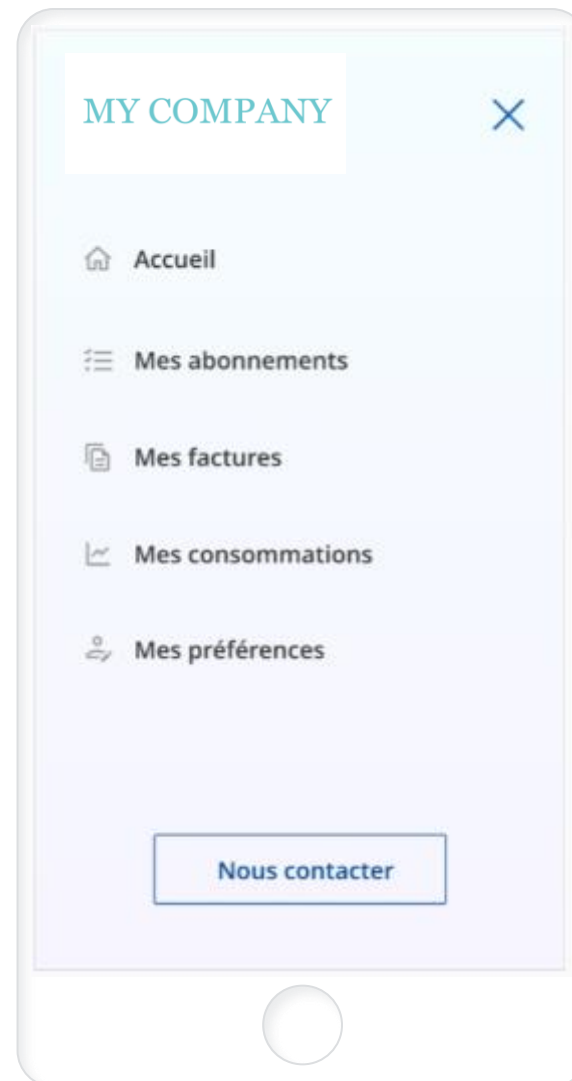 MY COMPANY
Accueil
Mes abonnements
Mes factures
Mes consommations
Mes préférences
Nous contacter